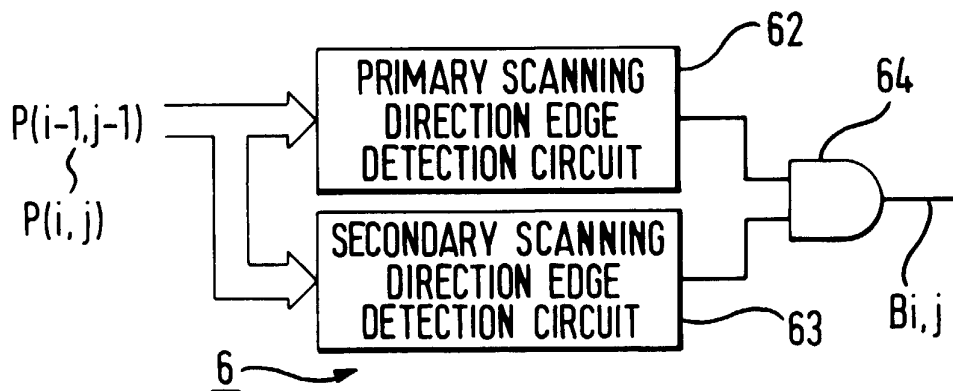 62
PRIMARY SCANNING
DIRECTION EDGE
DETECTION CIRCUIT
64
P(i-1,j-1)
P(i,j)
SECONDARY SCANNING
DIRECTION EDGE
DETECTION CIRCUIT
63
Bi,j
6